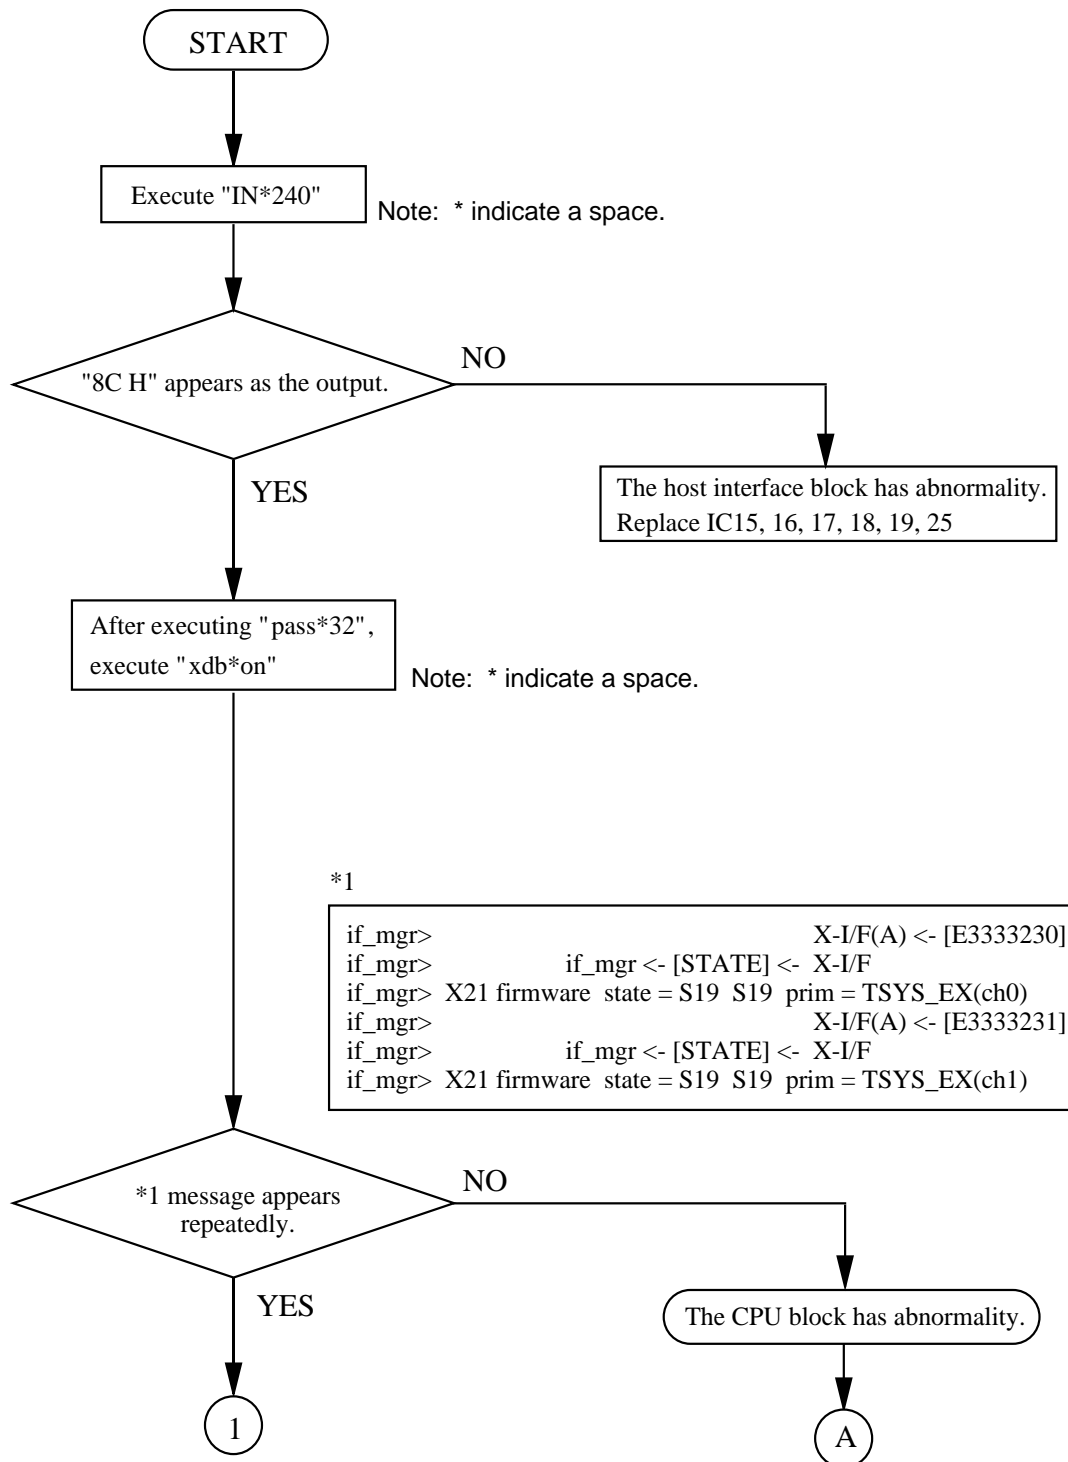 START
Execute "IN*240"
Note: * indicate a space.
"8C H" appears as the output.
NO
YES
The host interface block has abnormality.
Replace IC15, 16, 17, 18, 19, 25
After executing "pass*32",
execute "xdb*on"
Note: * indicate a space.
*1
if_mgr> X-I/F(A) <- [E3333230]
if_mgr> if_mgr <- [STATE] <- X-I/F
if_mgr> X21 firmware state = S19 S19 prim = TSYS_EX(ch0)
if_mgr> X-I/F(A) <- [E3333231]
if_mgr> if_mgr <- [STATE] <- X-I/F
if_mgr> X21 firmware state = S19 S19 prim = TSYS_EX(ch1)
*1 message appears
repeatedly.
NO
YES
The CPU block has abnormality.
1
A